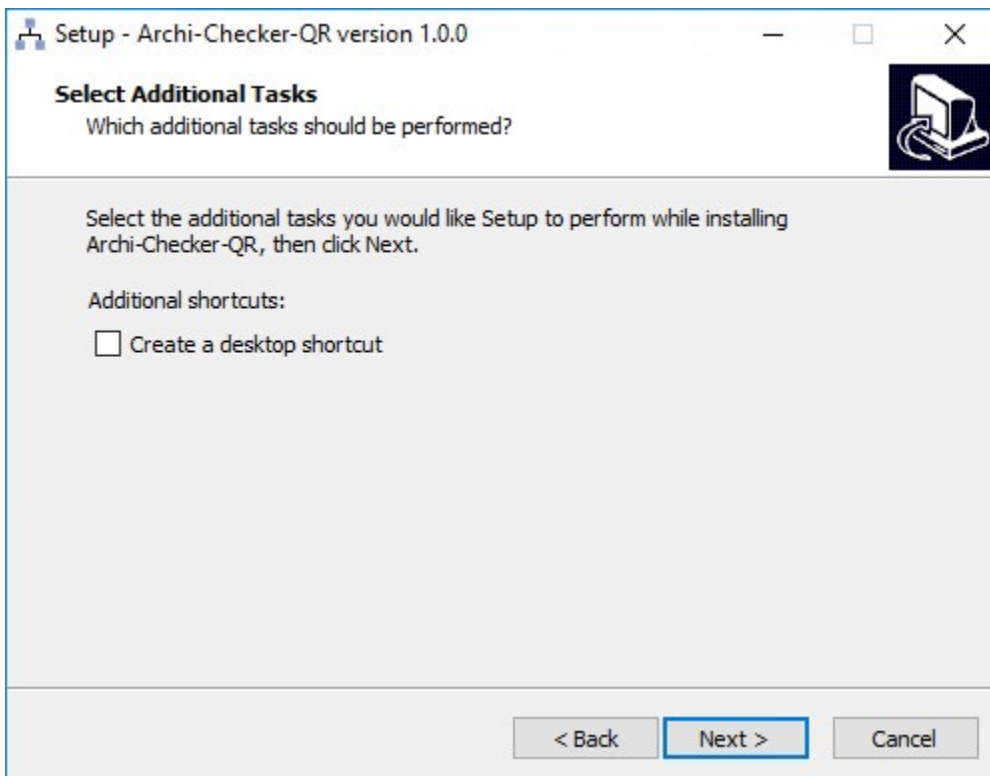 Setup - Archi-Checker-QR version 1.0.0
Select Additional Tasks
Which additional tasks should be performed?
Select the additional tasks you would like Setup to perform while installing
Archi-Checker-QR, then click Next.
Additional shortcuts:
Create a desktop shortcut
< Back Next > Cancel